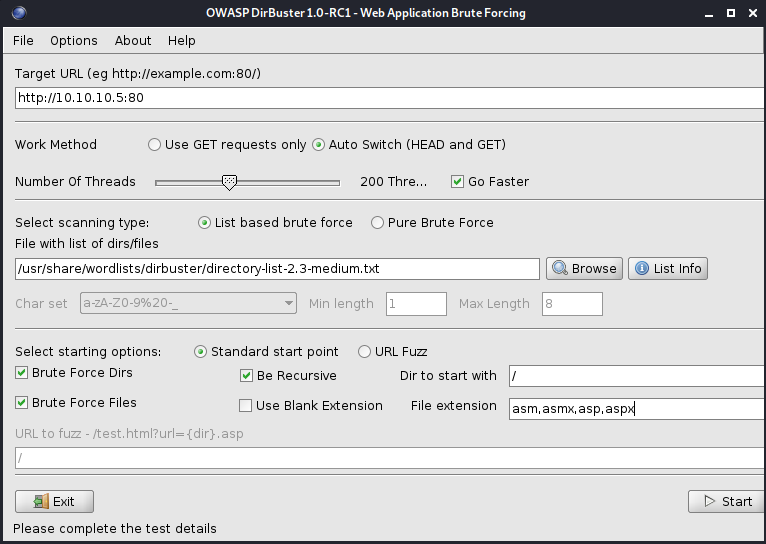 OWASP DirBuster 1.0-RC1 - Web Application Brute Forcing
File Options About Help
Target URL (eg http://example.com:80/)
http://10.10.10.5:80
Work Method Use GET requests only Auto Switch (HEAD and GET)
Number Of Threads 200 Thre... Go Faster
Select scanning type: List based brute force Pure Brute Force
File with list of dirs/files
/usr/share/wordlists/dirbuster/directory-list-2.3-medium.txt Browse List Info
Char set a-zA-Z0-9%20-_ Min length 1 Max Length 8
Select starting options: Standard start point URL Fuzz
Brute Force Dirs Be Recursive Dir to start with /
Brute Force Files Use Blank Extension File extension asm,asmx,asp,aspx
URL to fuzz - /test.html?url={dir}.asp
/
Exit Start
Please complete the test details